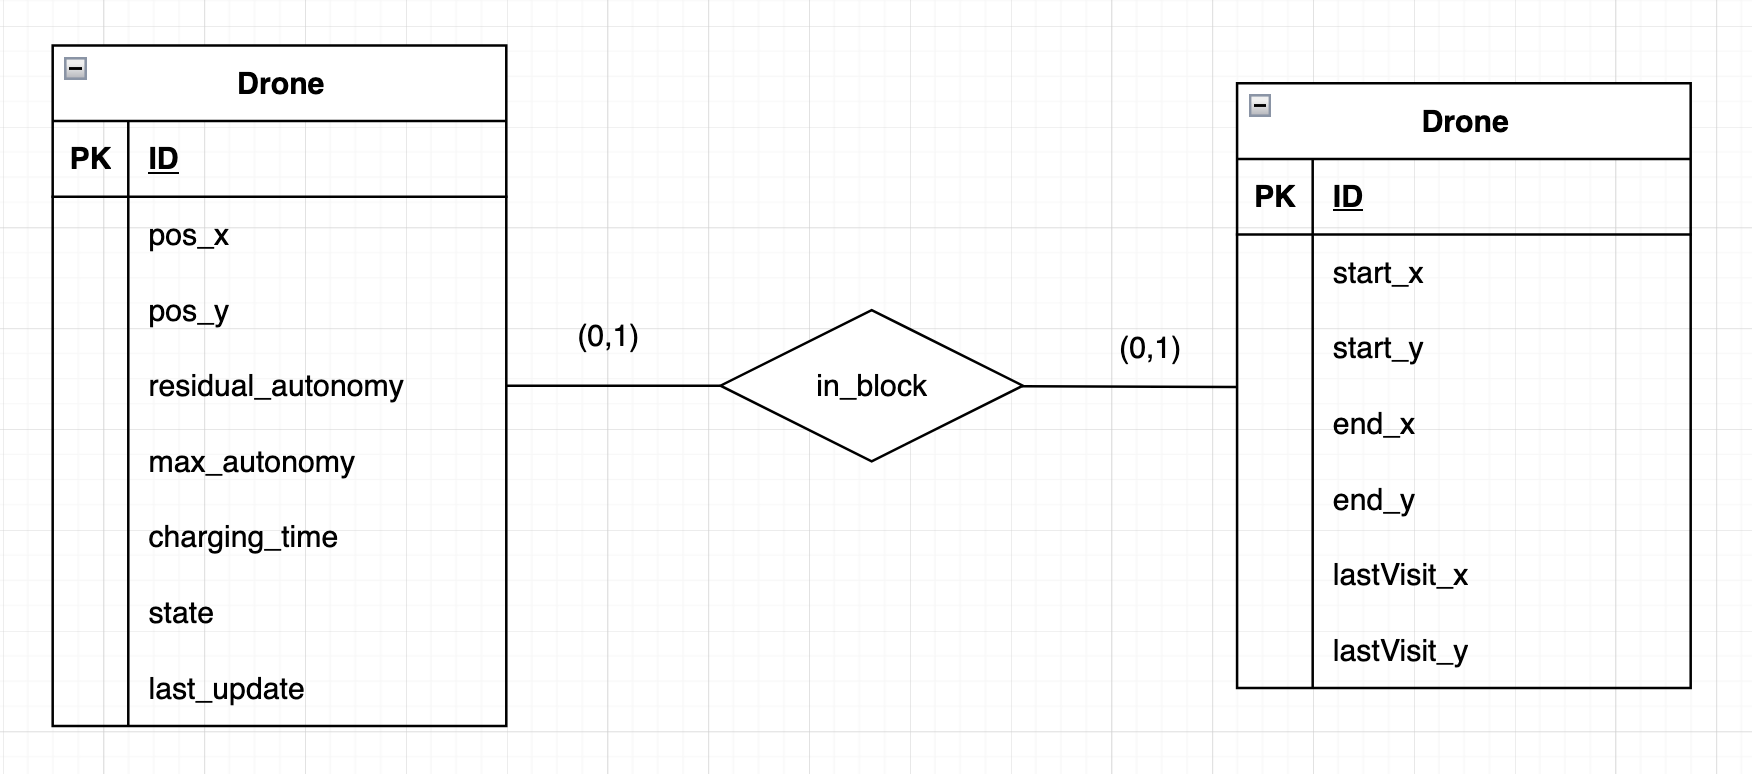 Drone
PK ID
pos_x
pos_y
residual_autonomy
max_autonomy
charging_time
state
last_update
(0,1)
in_block
(0,1)
Drone
PK ID
start_x
start_y
end_x
end_y
lastVisit_x
lastVisit_y